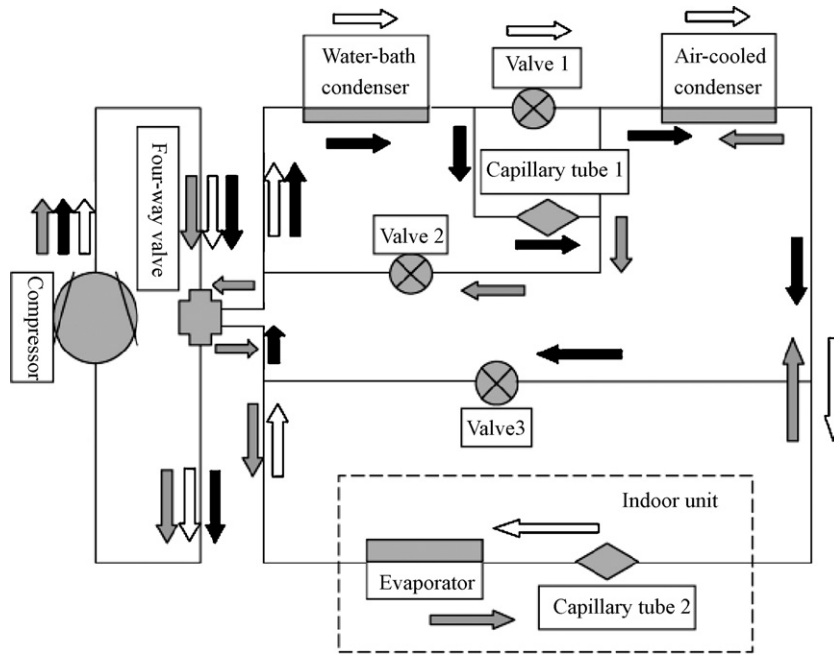 Water-bath
condenser
Valve 1
Air-cooled
condenser
Four-way valve
Capillary tube 1
Valve 2
Compressor
Valve3
Indoor unit
Evaporator
Capillary tube 2